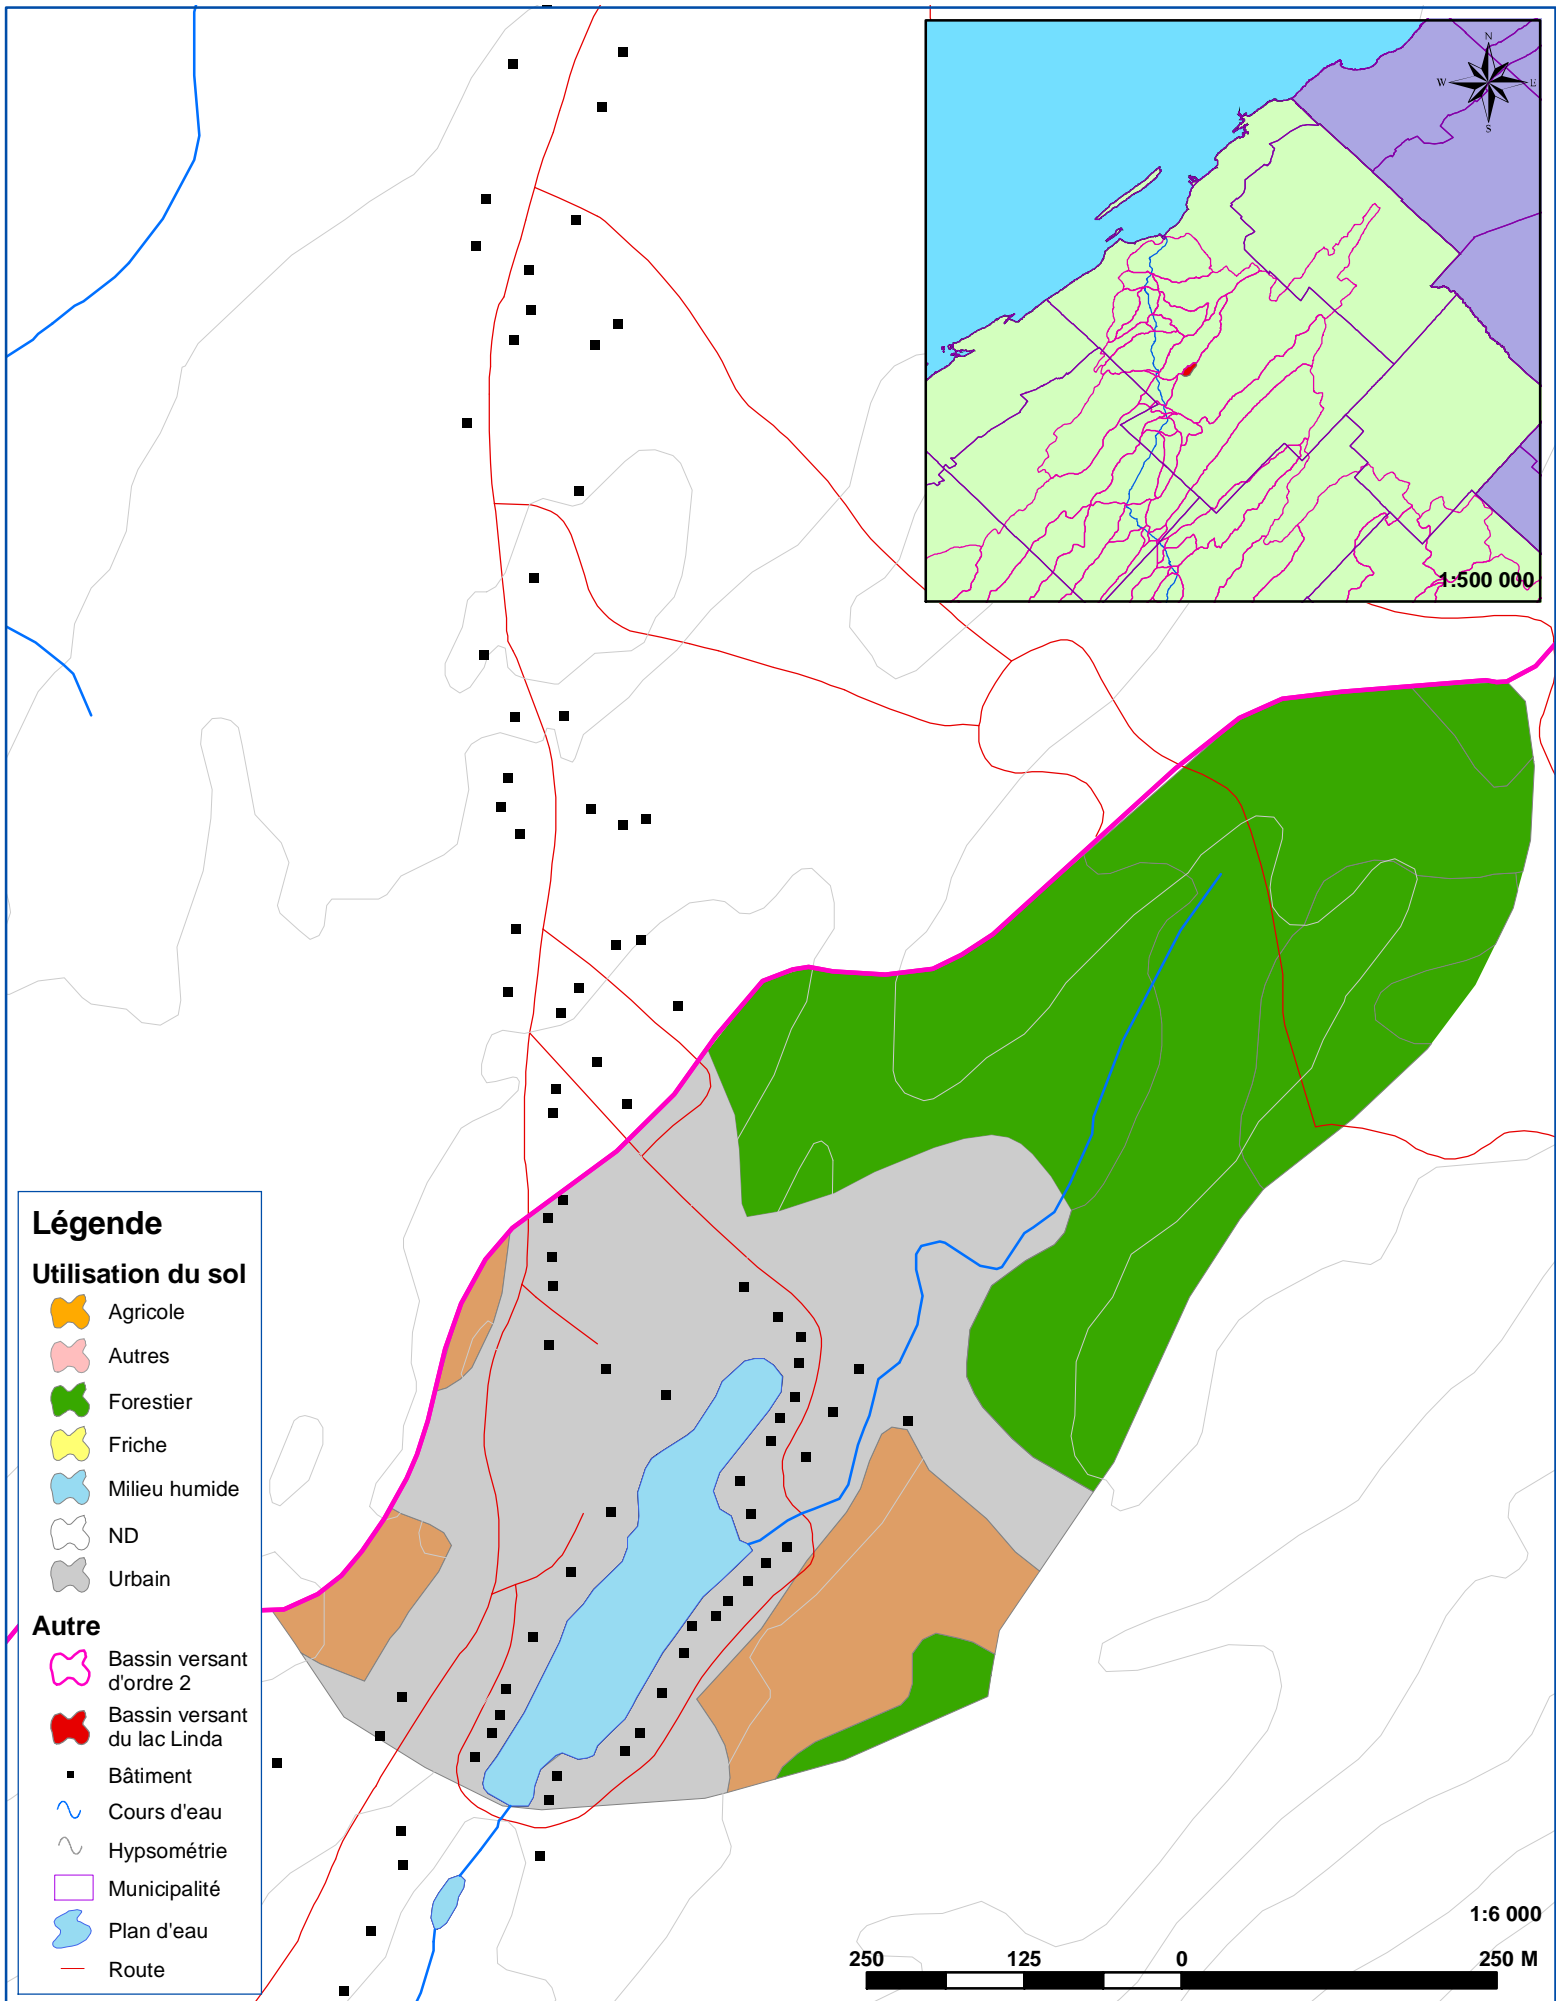 N
W
E
S
1:500 000
Légende
Utilisation du sol
Agricole
Autres
Forestier
Friche
Milieu humide
ND
Urbain
Autre
Bassin versant
d'ordre 2
Bassin versant
du lac Linda
Bâtiment
Cours d'eau
Hypsométrie
Municipalité
Plan d'eau
Route
1:6 000
250 125 0 250 M